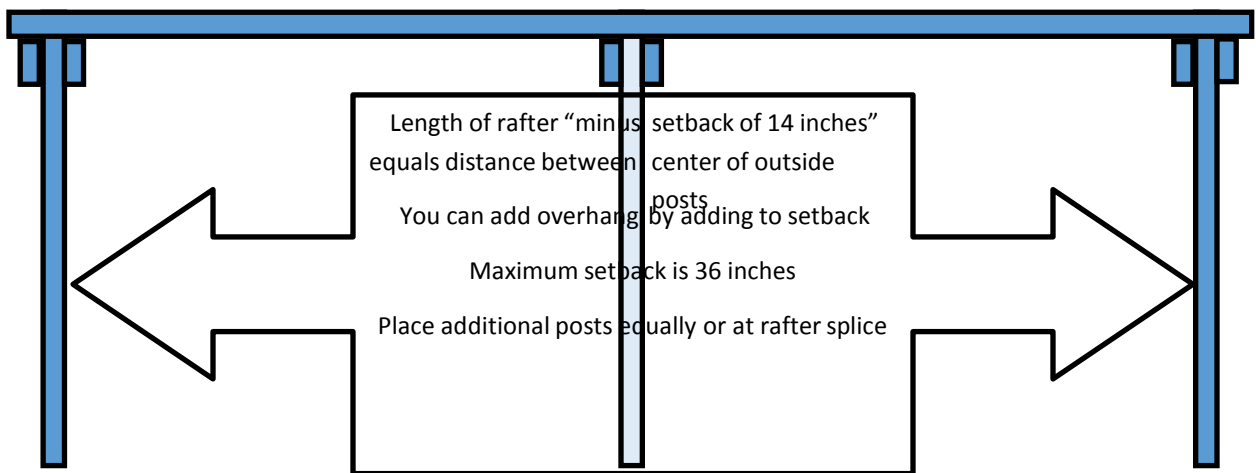 Length of rafter “minus setback of 14 inches”
equals distance between center of outside
posts
You can add overhang by adding to setback
Maximum setback is 36 inches
Place additional posts equally or at rafter splice